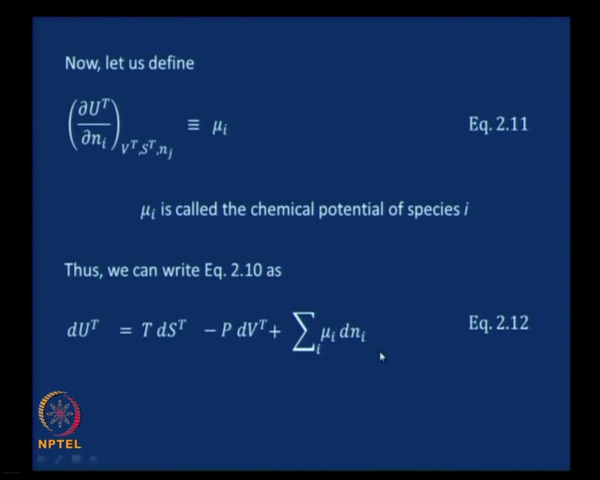 Now, let us define
(∂U^T/∂n_i)_{V^T,S^T,n_j} ≡ μ_i Eq. 2.11
μ_i is called the chemical potential of species i
Thus, we can write Eq. 2.10 as
dU^T = T dS^T − P dV^T + ∑_i μ_i dn_i Eq. 2.12
NPTEL